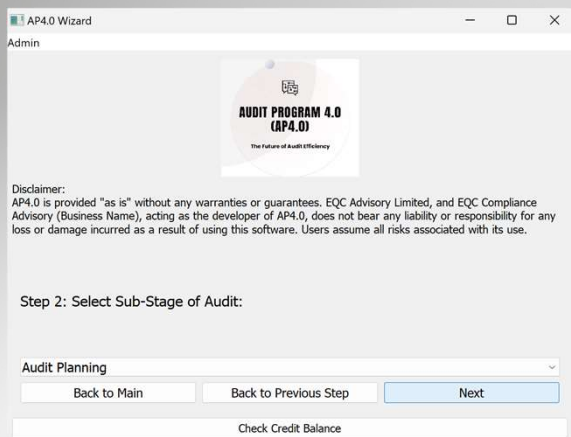 AP4.0 Wizard
Admin
AUDIT PROGRAM 4.0
(AP4.0)
The Future of Audit Efficiency
Disclaimer:
AP4.0 is provided "as is" without any warranties or guarantees. EQC Advisory Limited, and EQC Compliance
Advisory (Business Name), acting as the developer of AP4.0, does not bear any liability or responsibility for any
loss or damage incurred as a result of using this software. Users assume all risks associated with its use.
Step 2: Select Sub-Stage of Audit:
Audit Planning
Back to Main
Back to Previous Step
Next
Check Credit Balance